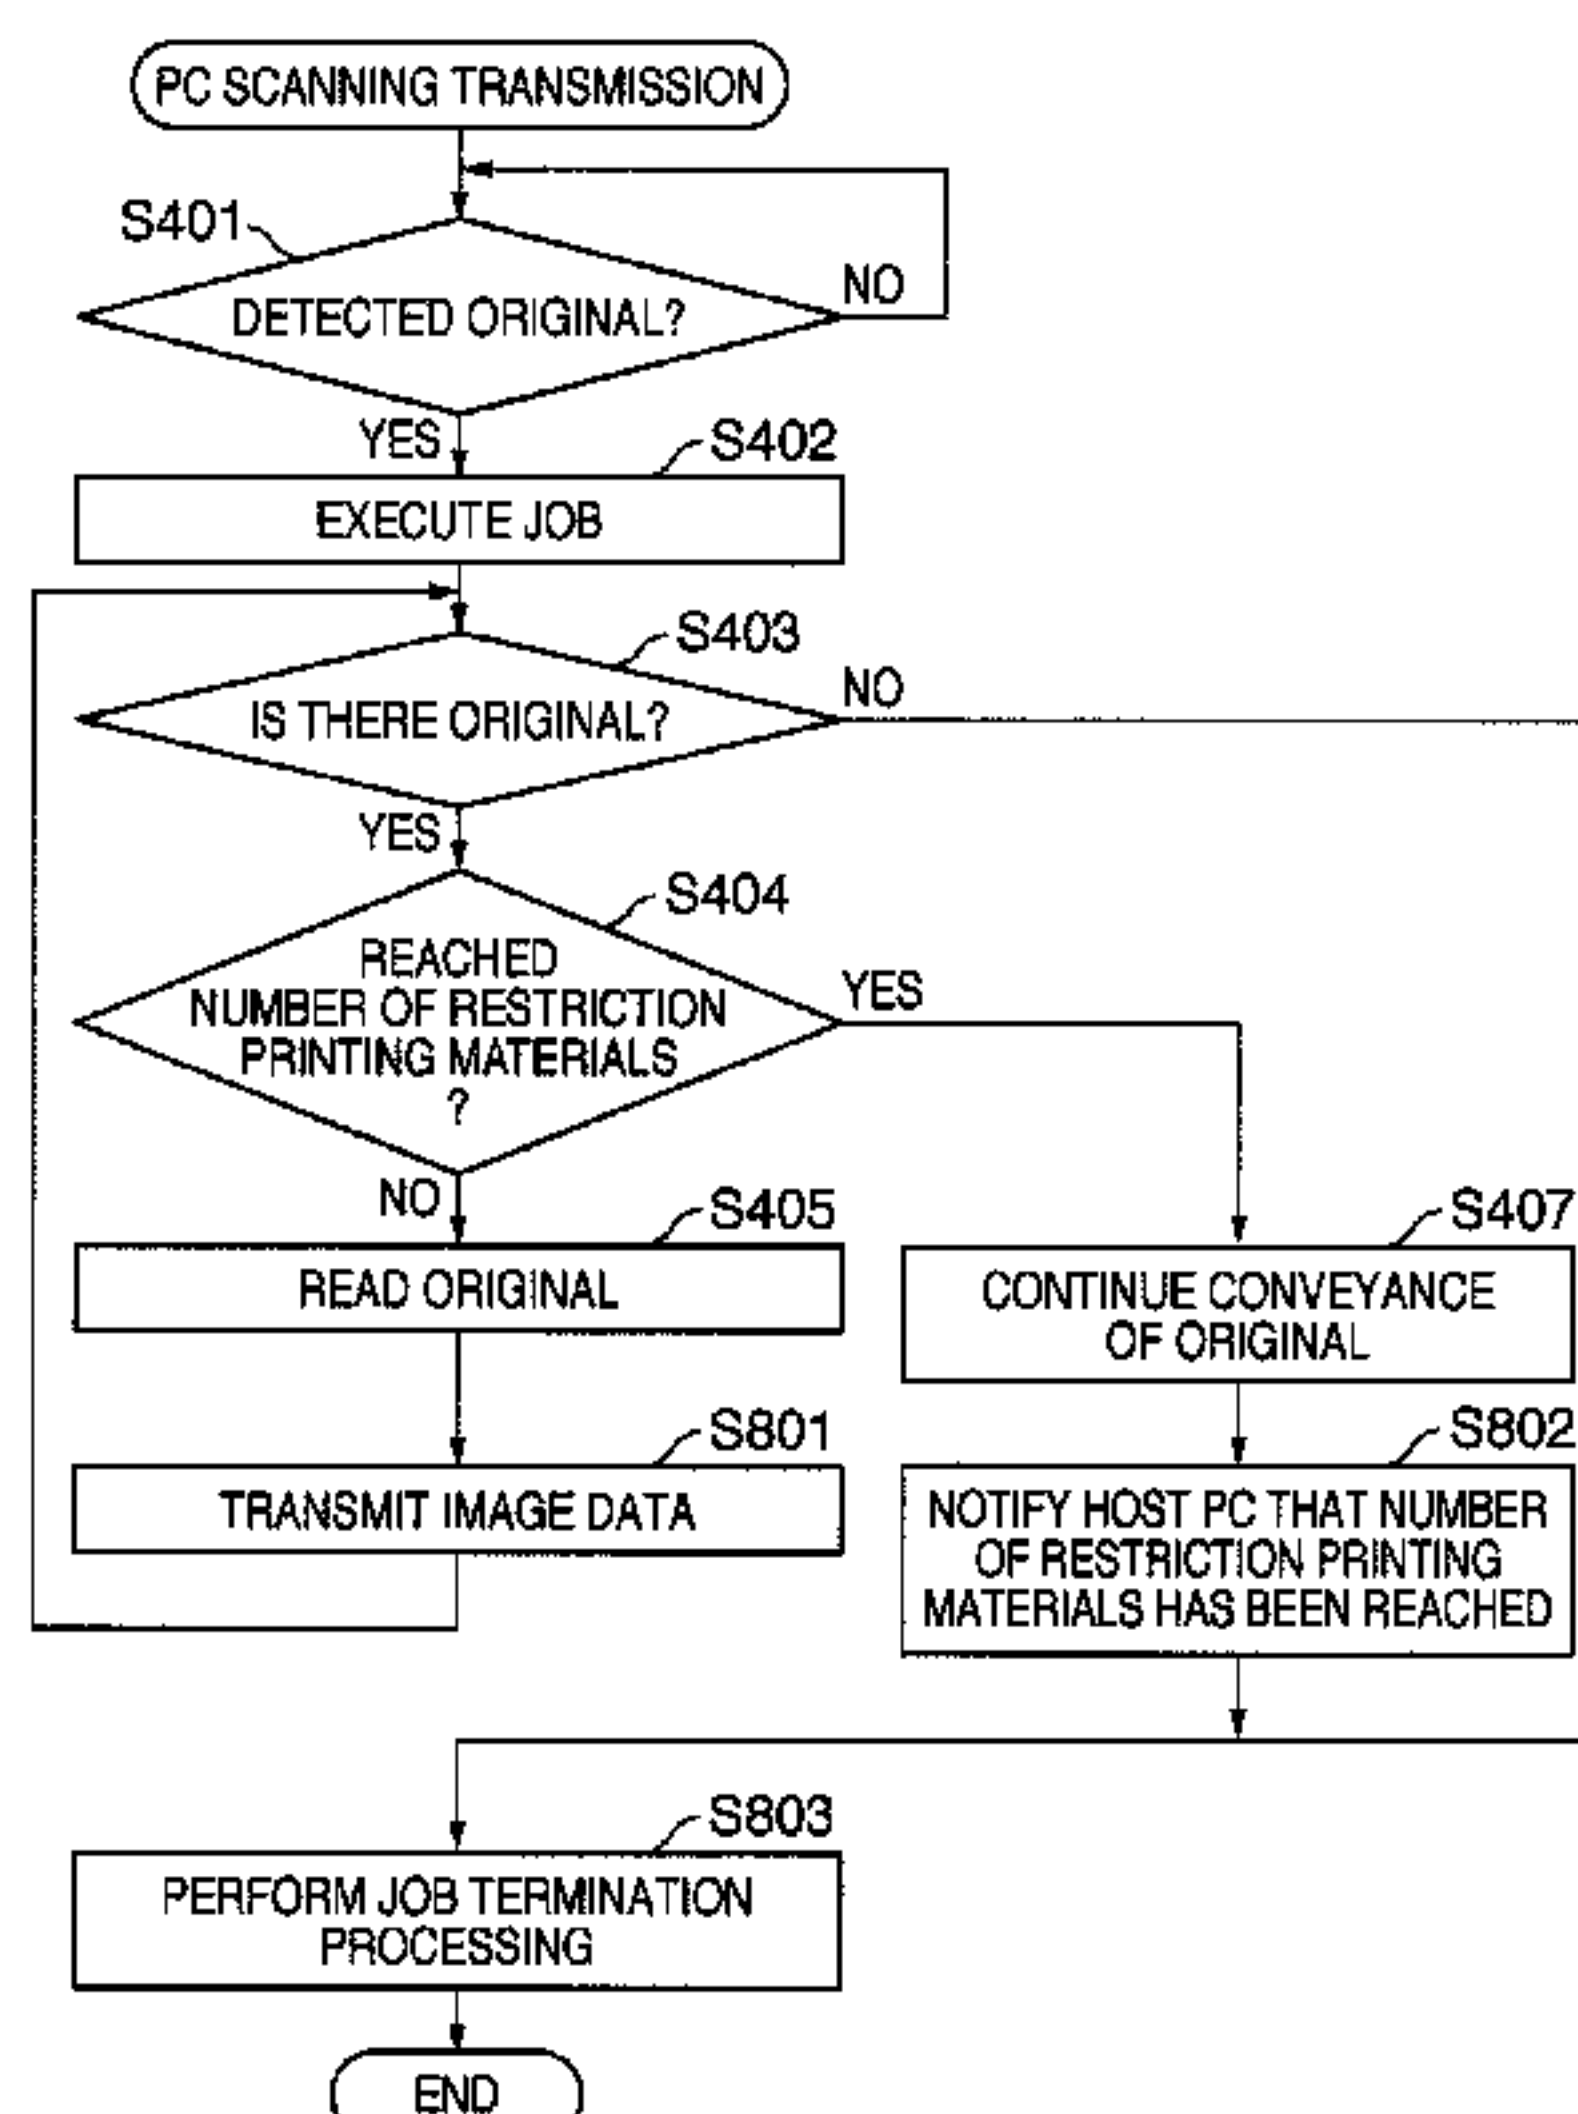 PC SCANNING TRANSMISSION
S401
DETECTED ORIGINAL?
NO
YES
S402
EXECUTE JOB
S403
IS THERE ORIGINAL?
NO
YES
S404
REACHED
NUMBER OF RESTRICTION
PRINTING MATERIALS
?
YES
NO
S405
READ ORIGINAL
S407
CONTINUE CONVEYANCE
OF ORIGINAL
S801
TRANSMIT IMAGE DATA
S802
NOTIFY HOST PC THAT NUMBER
OF RESTRICTION PRINTING
MATERIALS HAS BEEN REACHED
S803
PERFORM JOB TERMINATION
PROCESSING
END